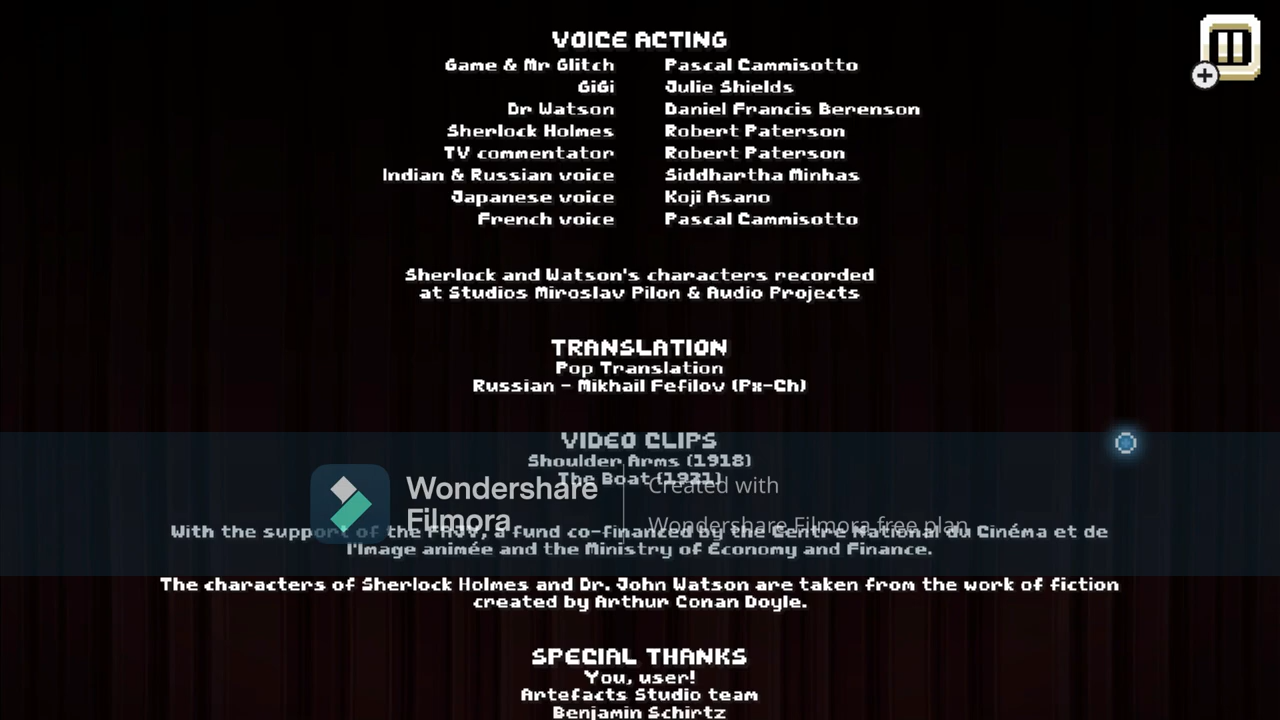 VOICE ACTING
Game & Mr Glitch Pascal Cammisotto
GiGi Julie Shields
Dr Watson Daniel Francis Berenson
Sherlock Holmes Robert Paterson
TV commentator Robert Paterson
Indian & Russian voice Siddhartha Minhas
Japanese voice Koji Asano
French voice Pascal Cammisotto
Sherlock and Watson's characters recorded
at Studios Miroslav Pilon & Audio Projects
TRANSLATION
Pop Translation
Russian - Mikhail Fefilov (Px-Ch)
VIDEO CLIPS
Shoulder Arms (1918)
The Boat (1921)
Wondershare
Filmora
Created with
Wondershare Filmora free plan
With the support of the FAJV, a fund co-financed by the Centre National du Cinéma et de
l'Image animée and the Ministry of Economy and Finance.
The characters of Sherlock Holmes and Dr. John Watson are taken from the work of fiction
created by Arthur Conan Doyle.
SPECIAL THANKS
You, user!
Artefacts Studio team
Benjamin Schirtz